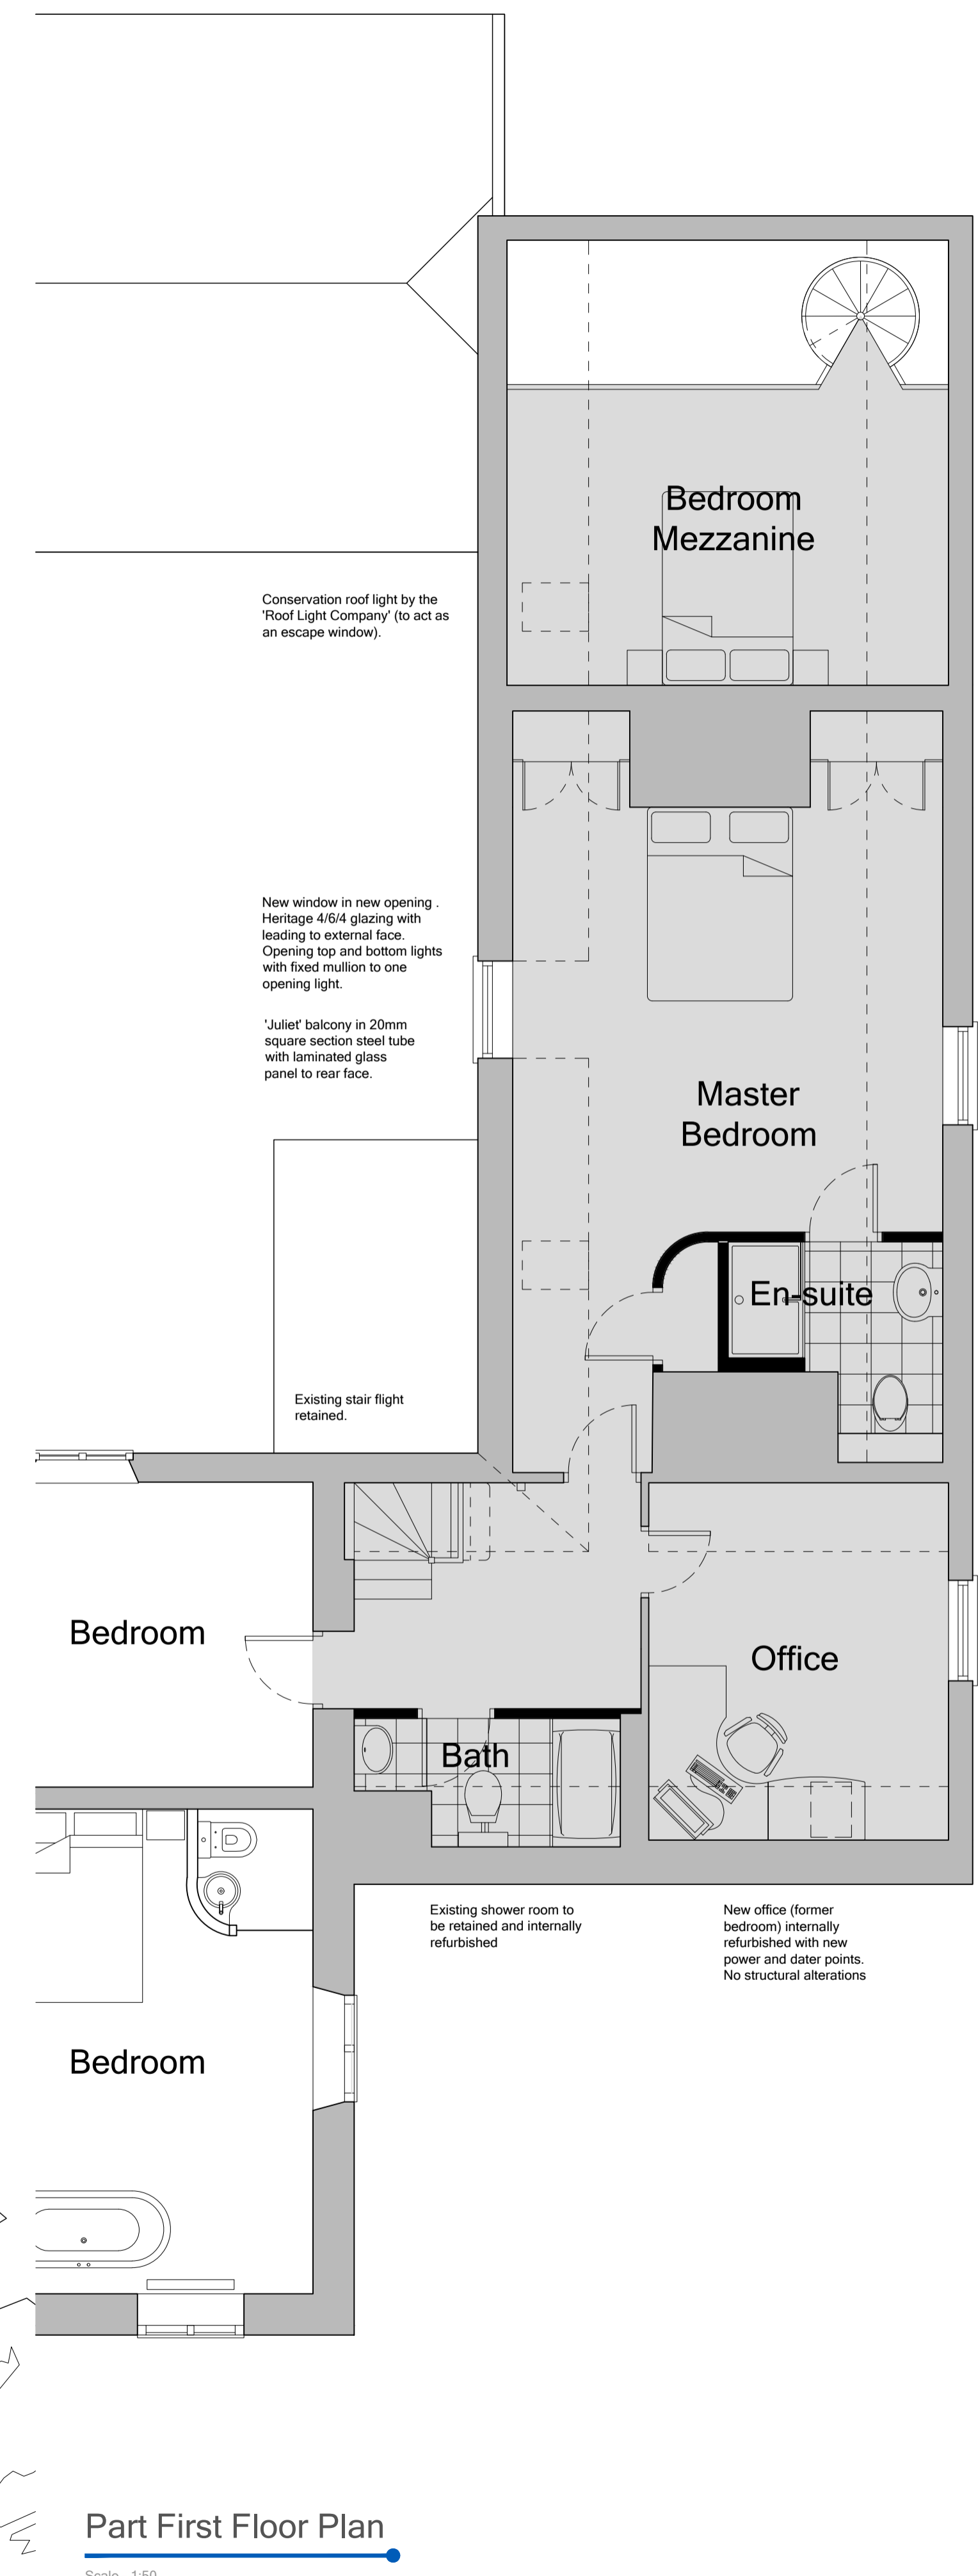 Bedroom
Mezzanine
Conservation roof light by the
'Roof Light Company' (to act as
an escape window).
New window in new opening .
Heritage 4/6/4 glazing with
leading to external face.
Opening top and bottom lights
with fixed mullion to one
opening light.
'Juliet' balcony in 20mm
square section steel tube
with laminated glass
panel to rear face.
Master
Bedroom
En-suite
Existing stair flight
retained.
Bedroom
Office
Bath
Existing shower room to
be retained and internally
refurbished
New office (former
bedroom) internally
refurbished with new
power and dater points.
No structural alterations
Bedroom
Part First Floor Plan
Scale - 1:50